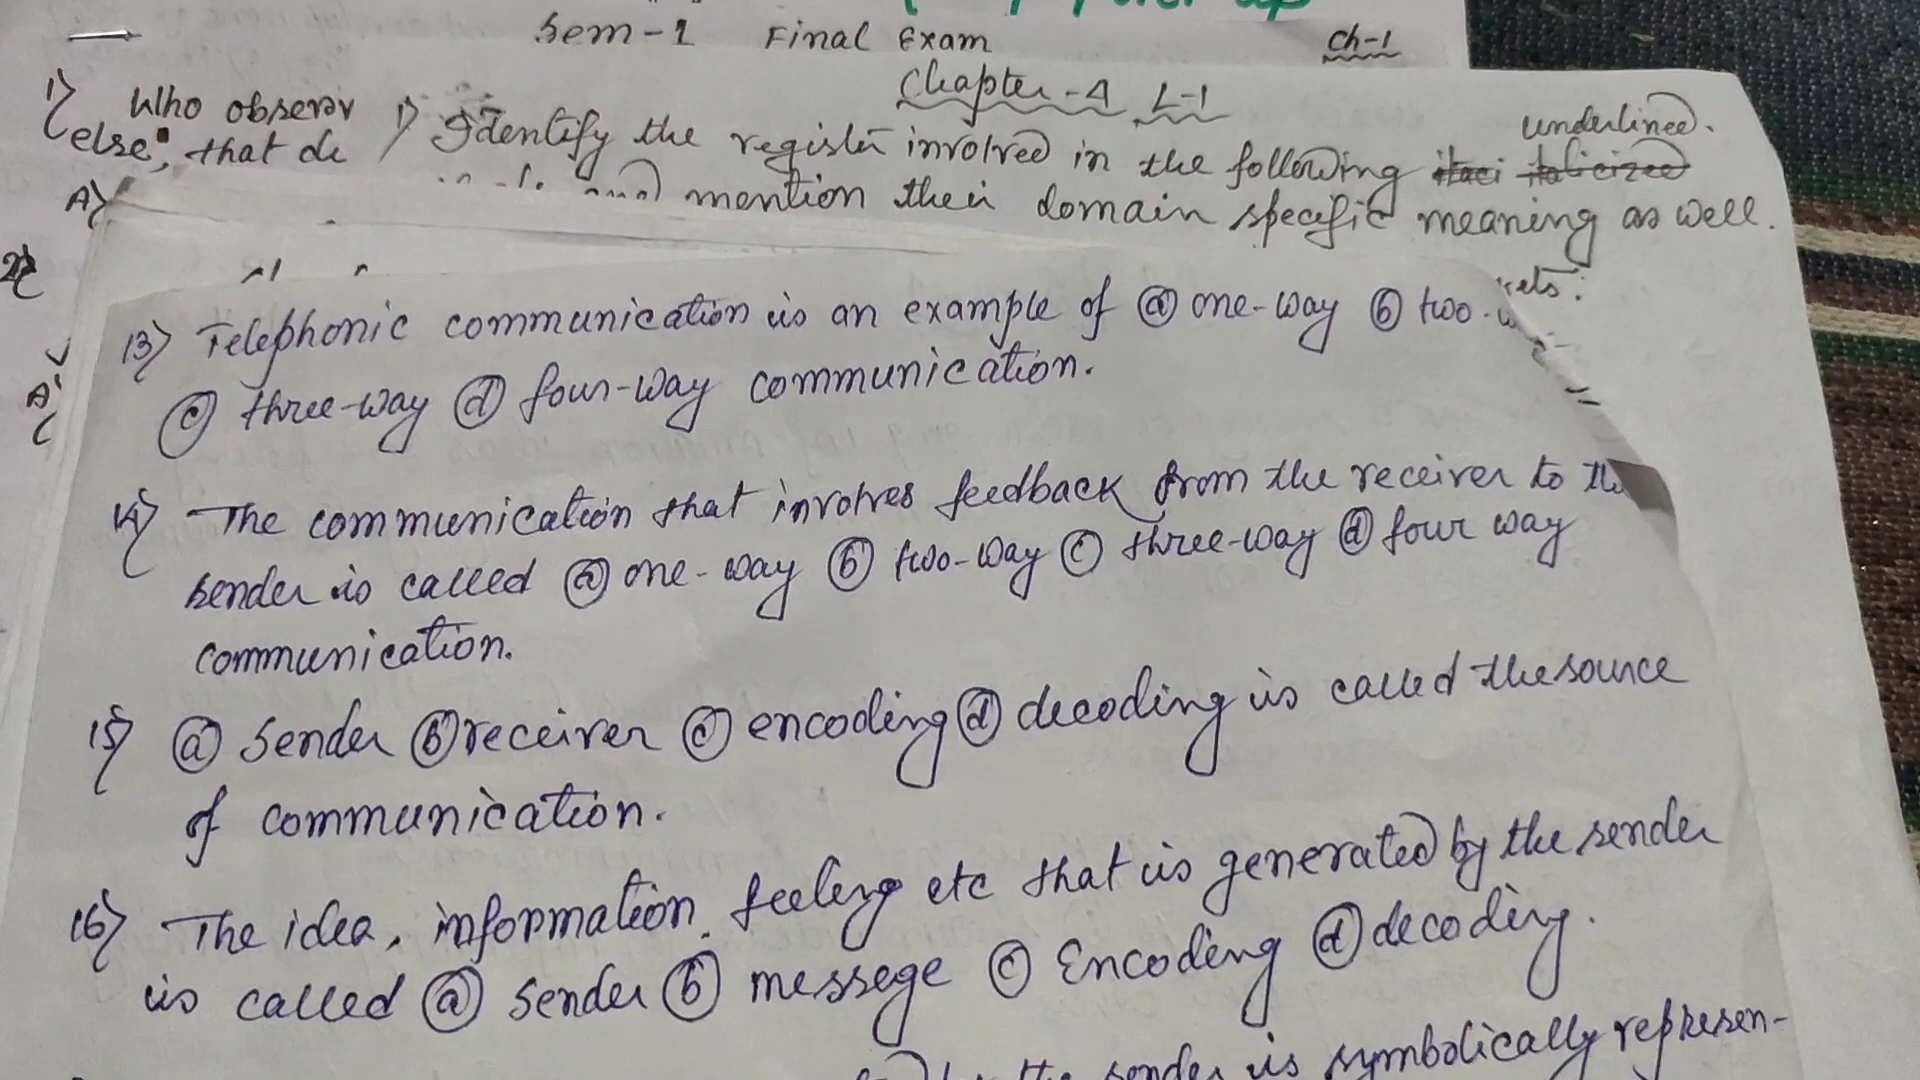 Sem-1 Final Exam
Ch-1
Chapter-4 L-1
1) Who observ
else, that de
1) Identify the register involved in the following underlined.
and mention their domain specific meaning as well.
A)
2)
13) Telephonic communication is an example of (a) one-way (b) two-
(c) three-way (d) four-way communication.
14) The communication that involves feedback from the receiver to the
sender is called (a) one-way (b) two-way (c) three-way (d) four way
communication.
15) (a) Sender (b) receiver (c) encoding (d) decoding is called the source
of communication.
16) The idea, information, feeling etc that is generated by the sender
is called (a) Sender (b) messege (c) Encoding (d) decoding.
the sender is symbolically represen-